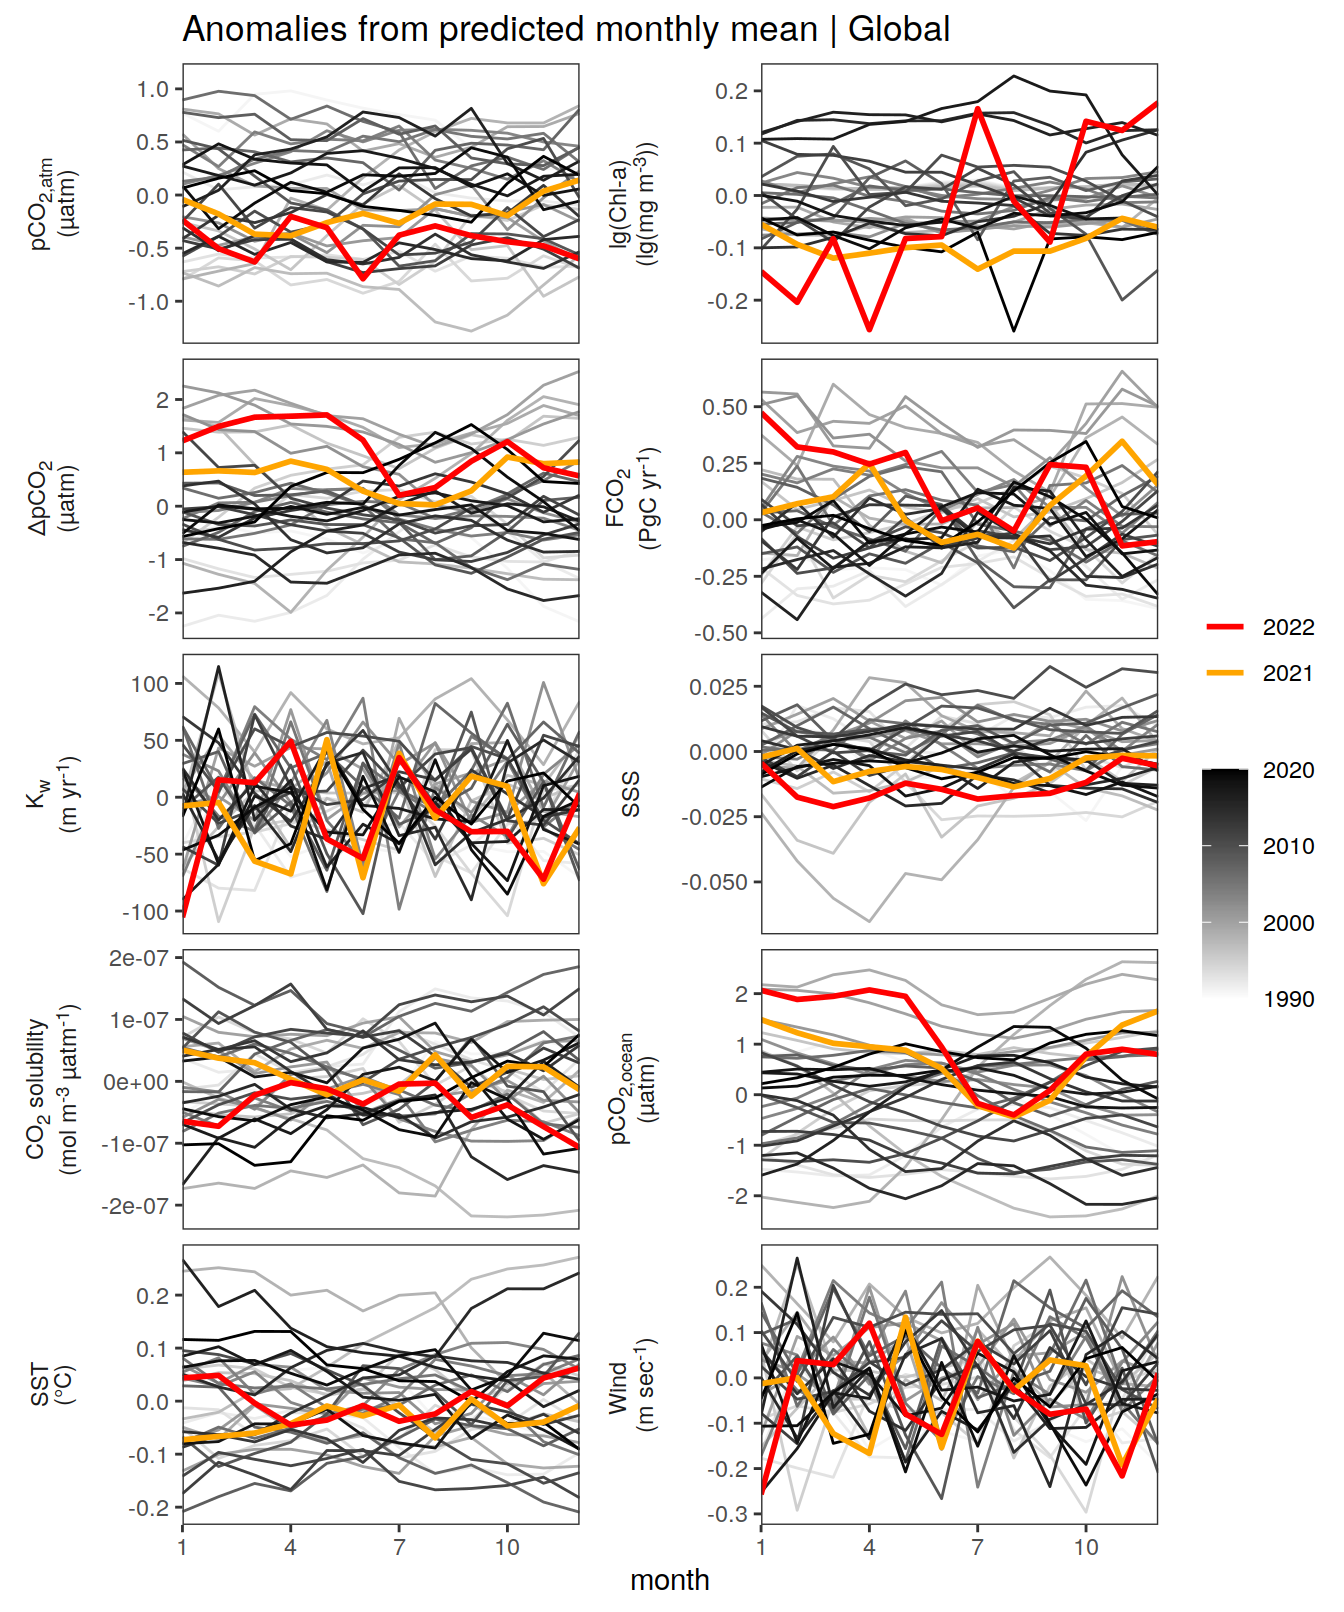 Anomalies from predicted monthly mean | Global
pCO2,atm
(µatm)
1.0
0.5
0.0
-0.5
-1.0
lg(Chl-a)
(lg(mg m-3))
0.2
0.1
0.0
-0.1
-0.2
ΔpCO2
(µatm)
2
1
0
-1
-2
FCO2
(PgC yr-1)
0.50
0.25
0.00
-0.25
-0.50
Kw
(m yr-1)
100
50
0
-50
-100
SSS
0.025
0.000
-0.025
-0.050
CO2 solubility
(mol m-3 µatm-1)
2e-07
1e-07
0e+00
-1e-07
-2e-07
pCO2,ocean
(µatm)
2
1
0
-1
-2
SST
(°C)
0.2
0.1
0.0
-0.1
-0.2
Wind
(m sec-1)
0.2
0.1
0.0
-0.1
-0.2
-0.3
1 4 7 10
1 4 7 10
month
2022
2021
2020
2010
2000
1990